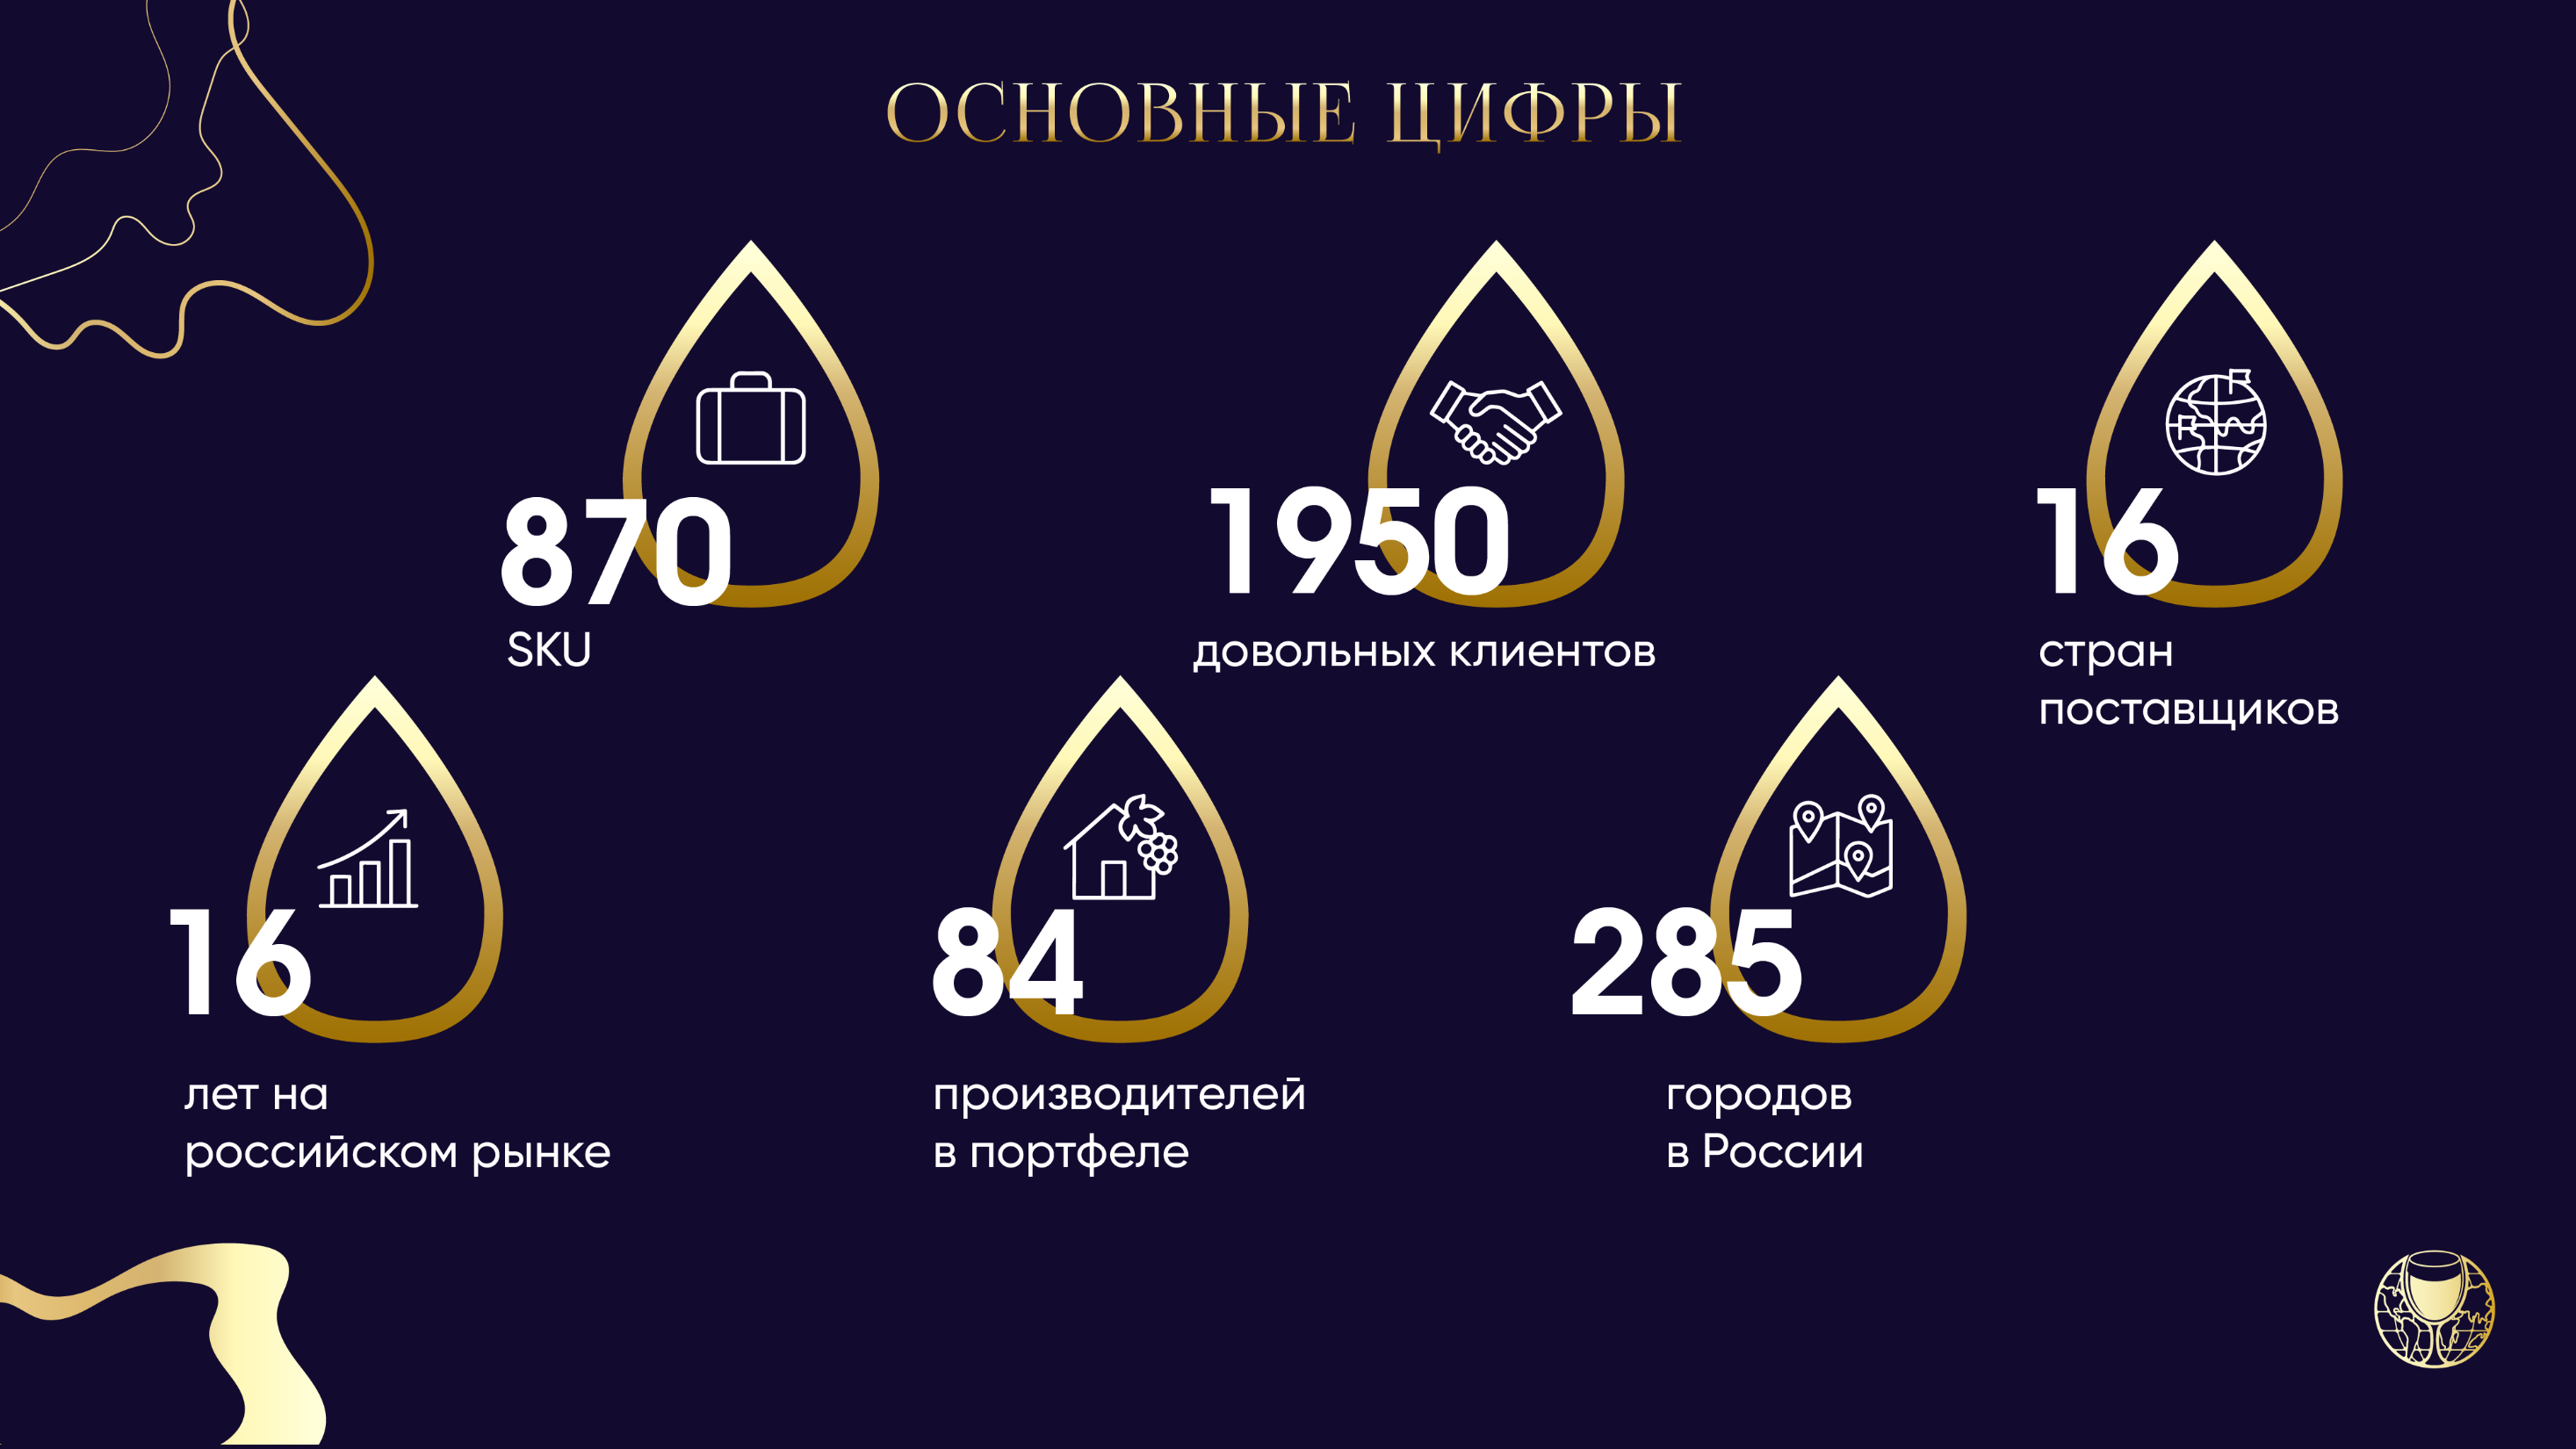 ОСНОВНЫЕ ЦИФРЫ
870
SKU
1950
довольных клиентов
16
стран
поставщиков
16
лет на
российском рынке
84
производителей
в портфеле
285
городов
в России